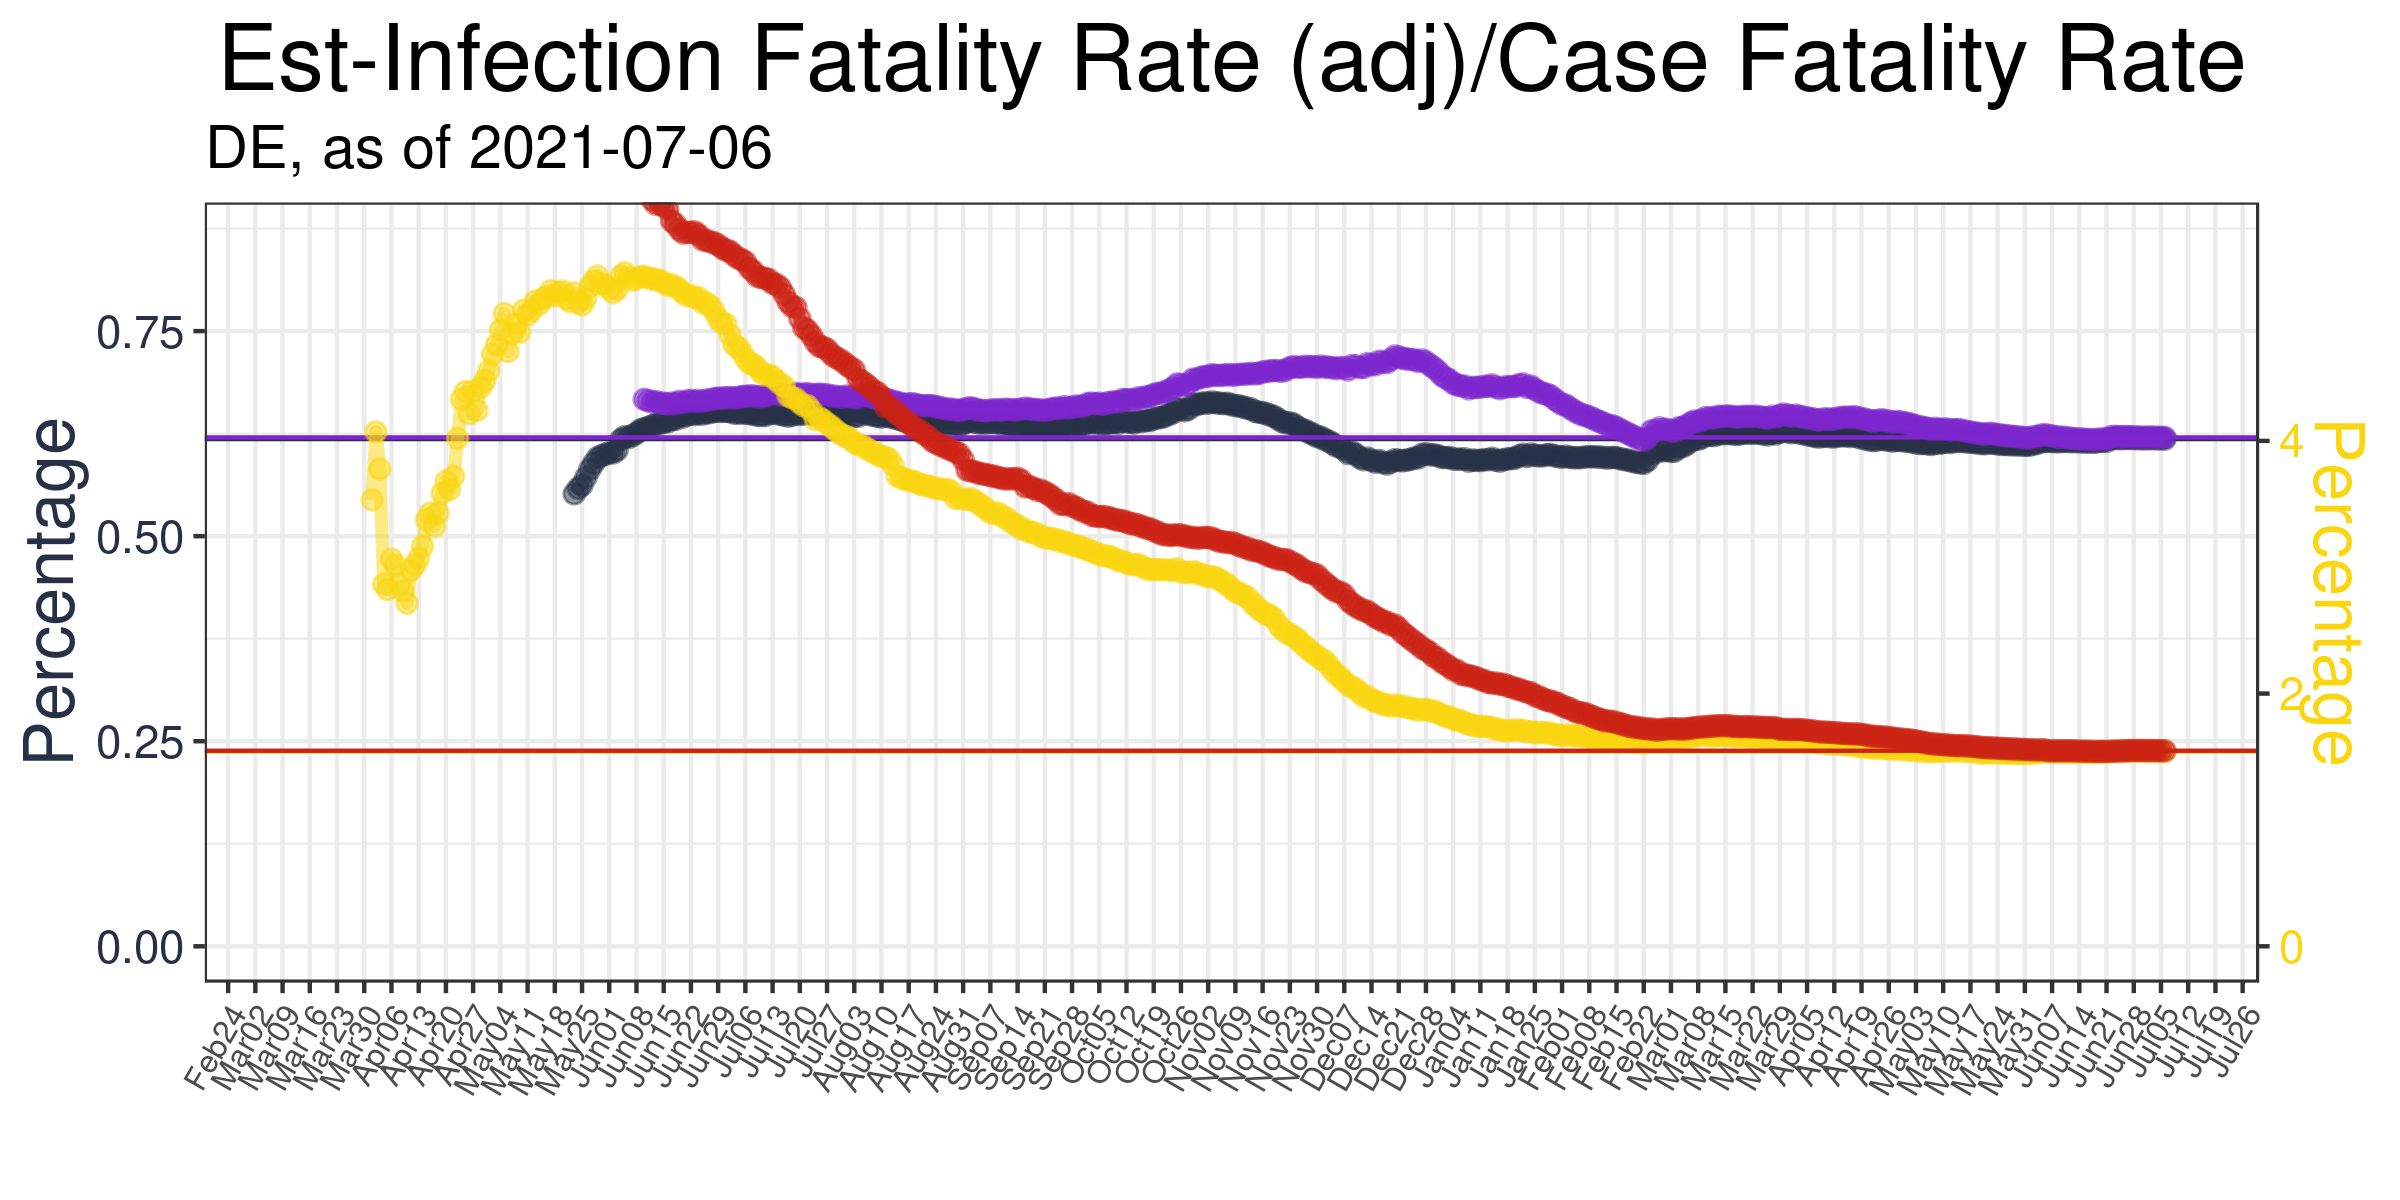 Est-Infection Fatality Rate (adj)/Case Fatality Rate
DE, as of 2021-07-06
Percentage
0.75
0.50
0.25
0.00
4
2
0
Percentage
Feb24
Mar02
Mar09
Mar16
Mar23
Mar30
Apr06
Apr13
Apr20
Apr27
May04
May11
May18
May25
Jun01
Jun08
Jun15
Jun22
Jun29
Jul06
Jul13
Jul20
Jul27
Aug03
Aug10
Aug17
Aug24
Aug31
Sep07
Sep14
Sep21
Sep28
Oct05
Oct12
Oct19
Oct26
Nov02
Nov09
Nov16
Nov23
Nov30
Dec07
Dec14
Dec21
Dec28
Jan04
Jan11
Jan18
Jan25
Feb01
Feb08
Feb15
Feb22
Mar01
Mar08
Mar15
Mar22
Mar29
Apr05
Apr12
Apr19
Apr26
May03
May10
May17
May24
May31
Jun07
Jun14
Jun21
Jun28
Jul05
Jul12
Jul19
Jul26